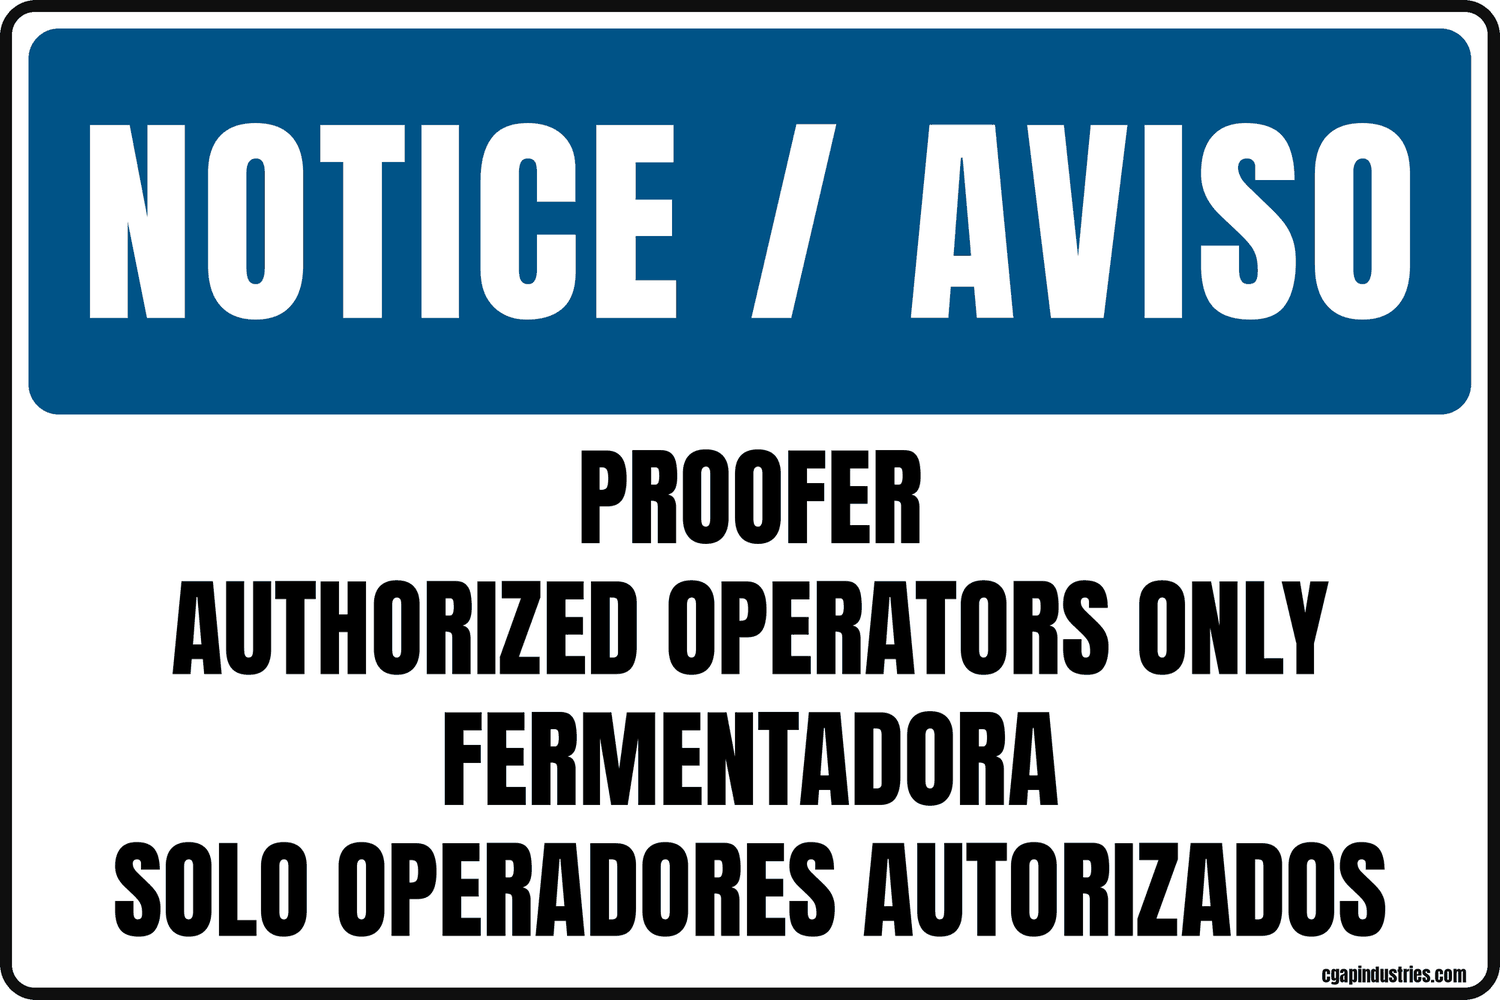 NOTICE / AVISO
PROOFER
AUTHORIZED OPERATORS ONLY
FERMENTADORA
SOLO OPERADORES AUTORIZADOS
cgapindustries.com